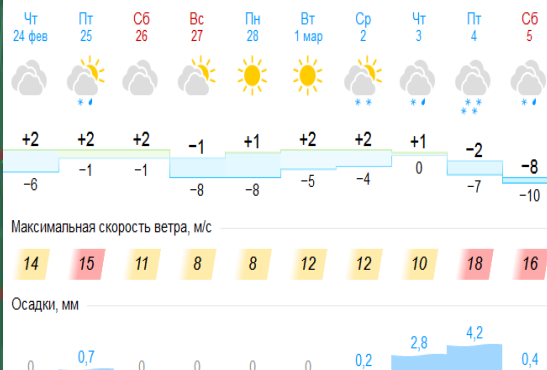 Чт Пт Сб Вс Пн Вт Ср Чт Пт Сб
24 фев 25 26 27 28 1 мар 2 3 4 5
+2 +2 +2 −1 +1 +2 +2 +1 −2 −8
−6 −1 −1 −8 −8 −5 −4 0 −7 −10
Максимальная скорость ветра, м/с
14 15 11 8 8 12 12 10 18 16
Осадки, мм
0 0,7 0 0 0 0 0,2 2,8 4,2 0,4